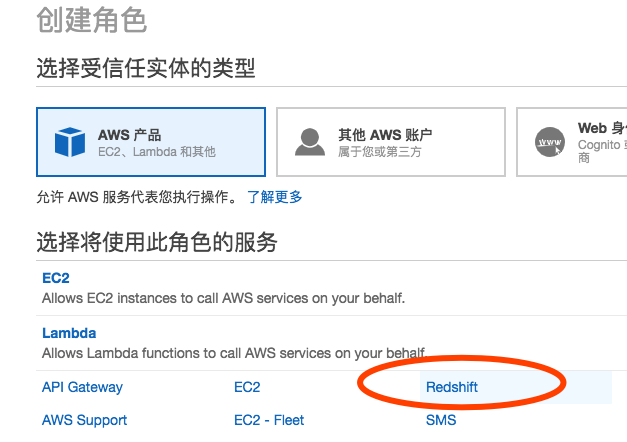 创建角色
选择受信任实体的类型
AWS 产品
EC2、Lambda 和其他
其他 AWS 账户
属于您或第三方
Web
Cognito
商
www
允许 AWS 服务代表您执行操作。 了解更多
选择将使用此角色的服务
EC2
Allows EC2 instances to call AWS services on your behalf.
Lambda
Allows Lambda functions to call AWS services on your behalf.
API Gateway EC2 Redshift
AWS Support EC2 - Fleet SMS